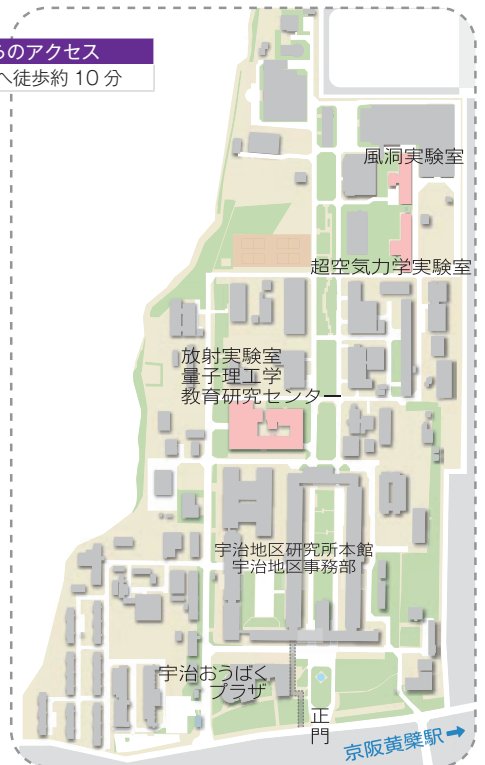 らのアクセス
へ徒歩約 10 分
風洞実験室
超空気力学実験室
放射実験室
量子理工学
教育研究センター
宇治地区研究所本館
宇治地区事務部
宇治おうばく
プラザ
正門
京阪黄檗駅